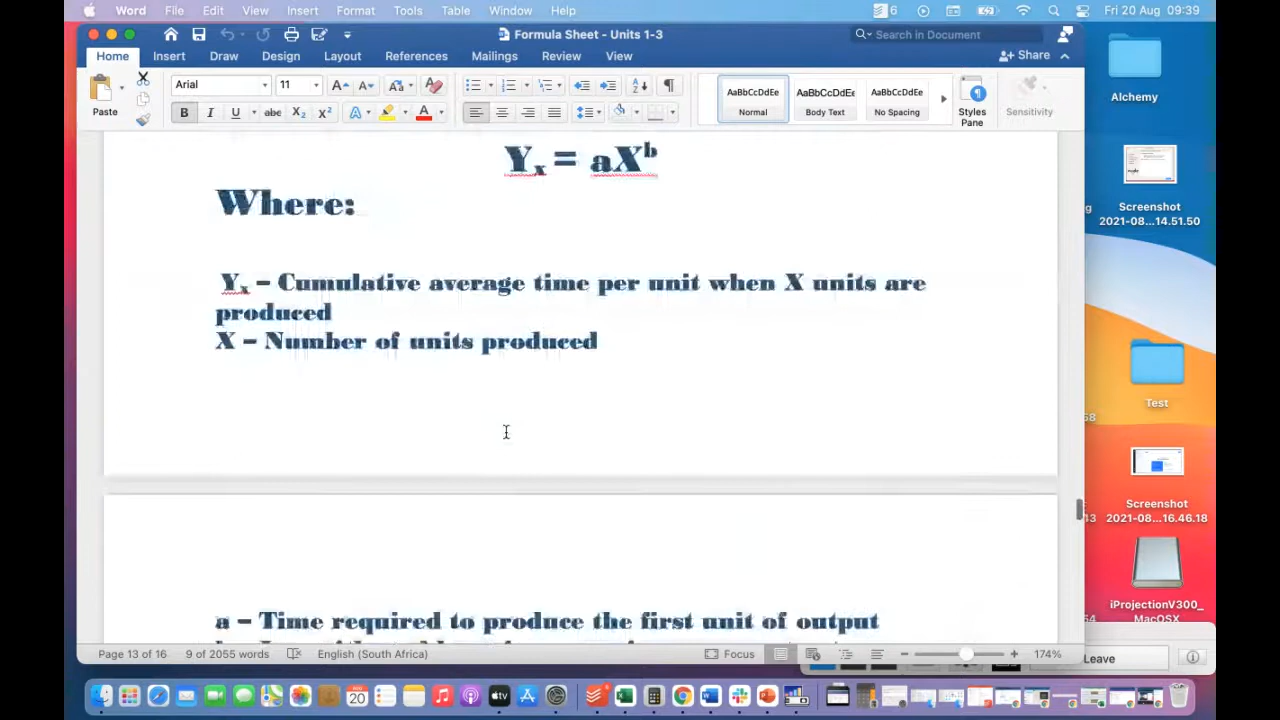 Word File Edit View Insert Format Tools Table Window Help 6 Fri 20 Aug 09:39
Formula Sheet - Units 1-3
Search in Document
Home Insert Draw Design Layout References Mailings Review View Share
Paste
Arial 11
B I U abc X₂ X² A A
AaBbCcDdEe AaBbCcDdEe AaBbCcDdEe
Normal Body Text No Spacing
Styles Pane
Sensitivity
Yₓ = aXᵇ
Where:
Yₓ – Cumulative average time per unit when X units are
produced
X – Number of units produced
a – Time required to produce the first unit of output
Page 13 of 16 9 of 2055 words English (South Africa) Focus 174%
Alchemy
Screenshot
2021-08...14.51.50
Test
Screenshot
2021-08...16.46.18
iProjectionV300_
MacOSX
Leave